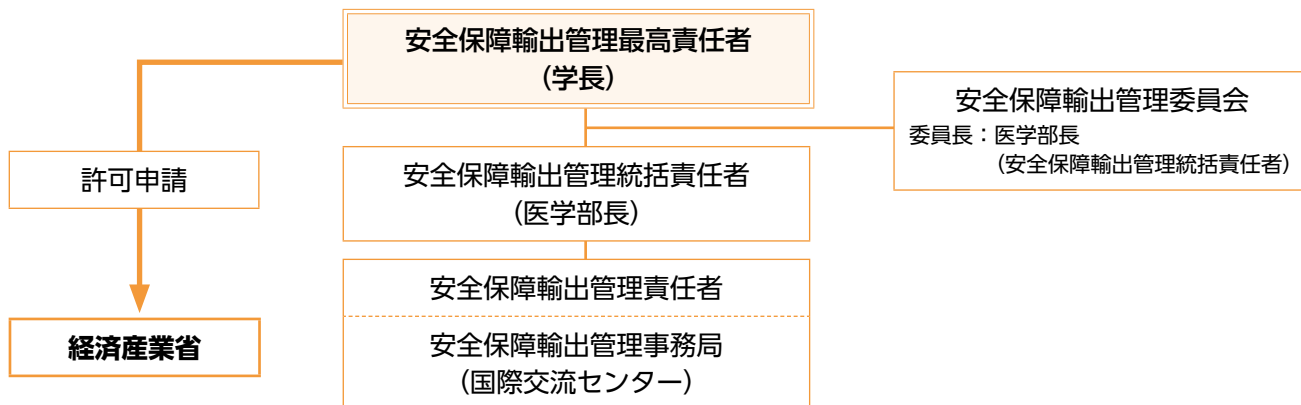 安全保障輸出管理最高責任者
（学長）
安全保障輸出管理委員会
委員長：医学部長
（安全保障輸出管理統括責任者）
許可申請
安全保障輸出管理統括責任者
（医学部長）
安全保障輸出管理責任者
経済産業省
安全保障輸出管理事務局
（国際交流センター）